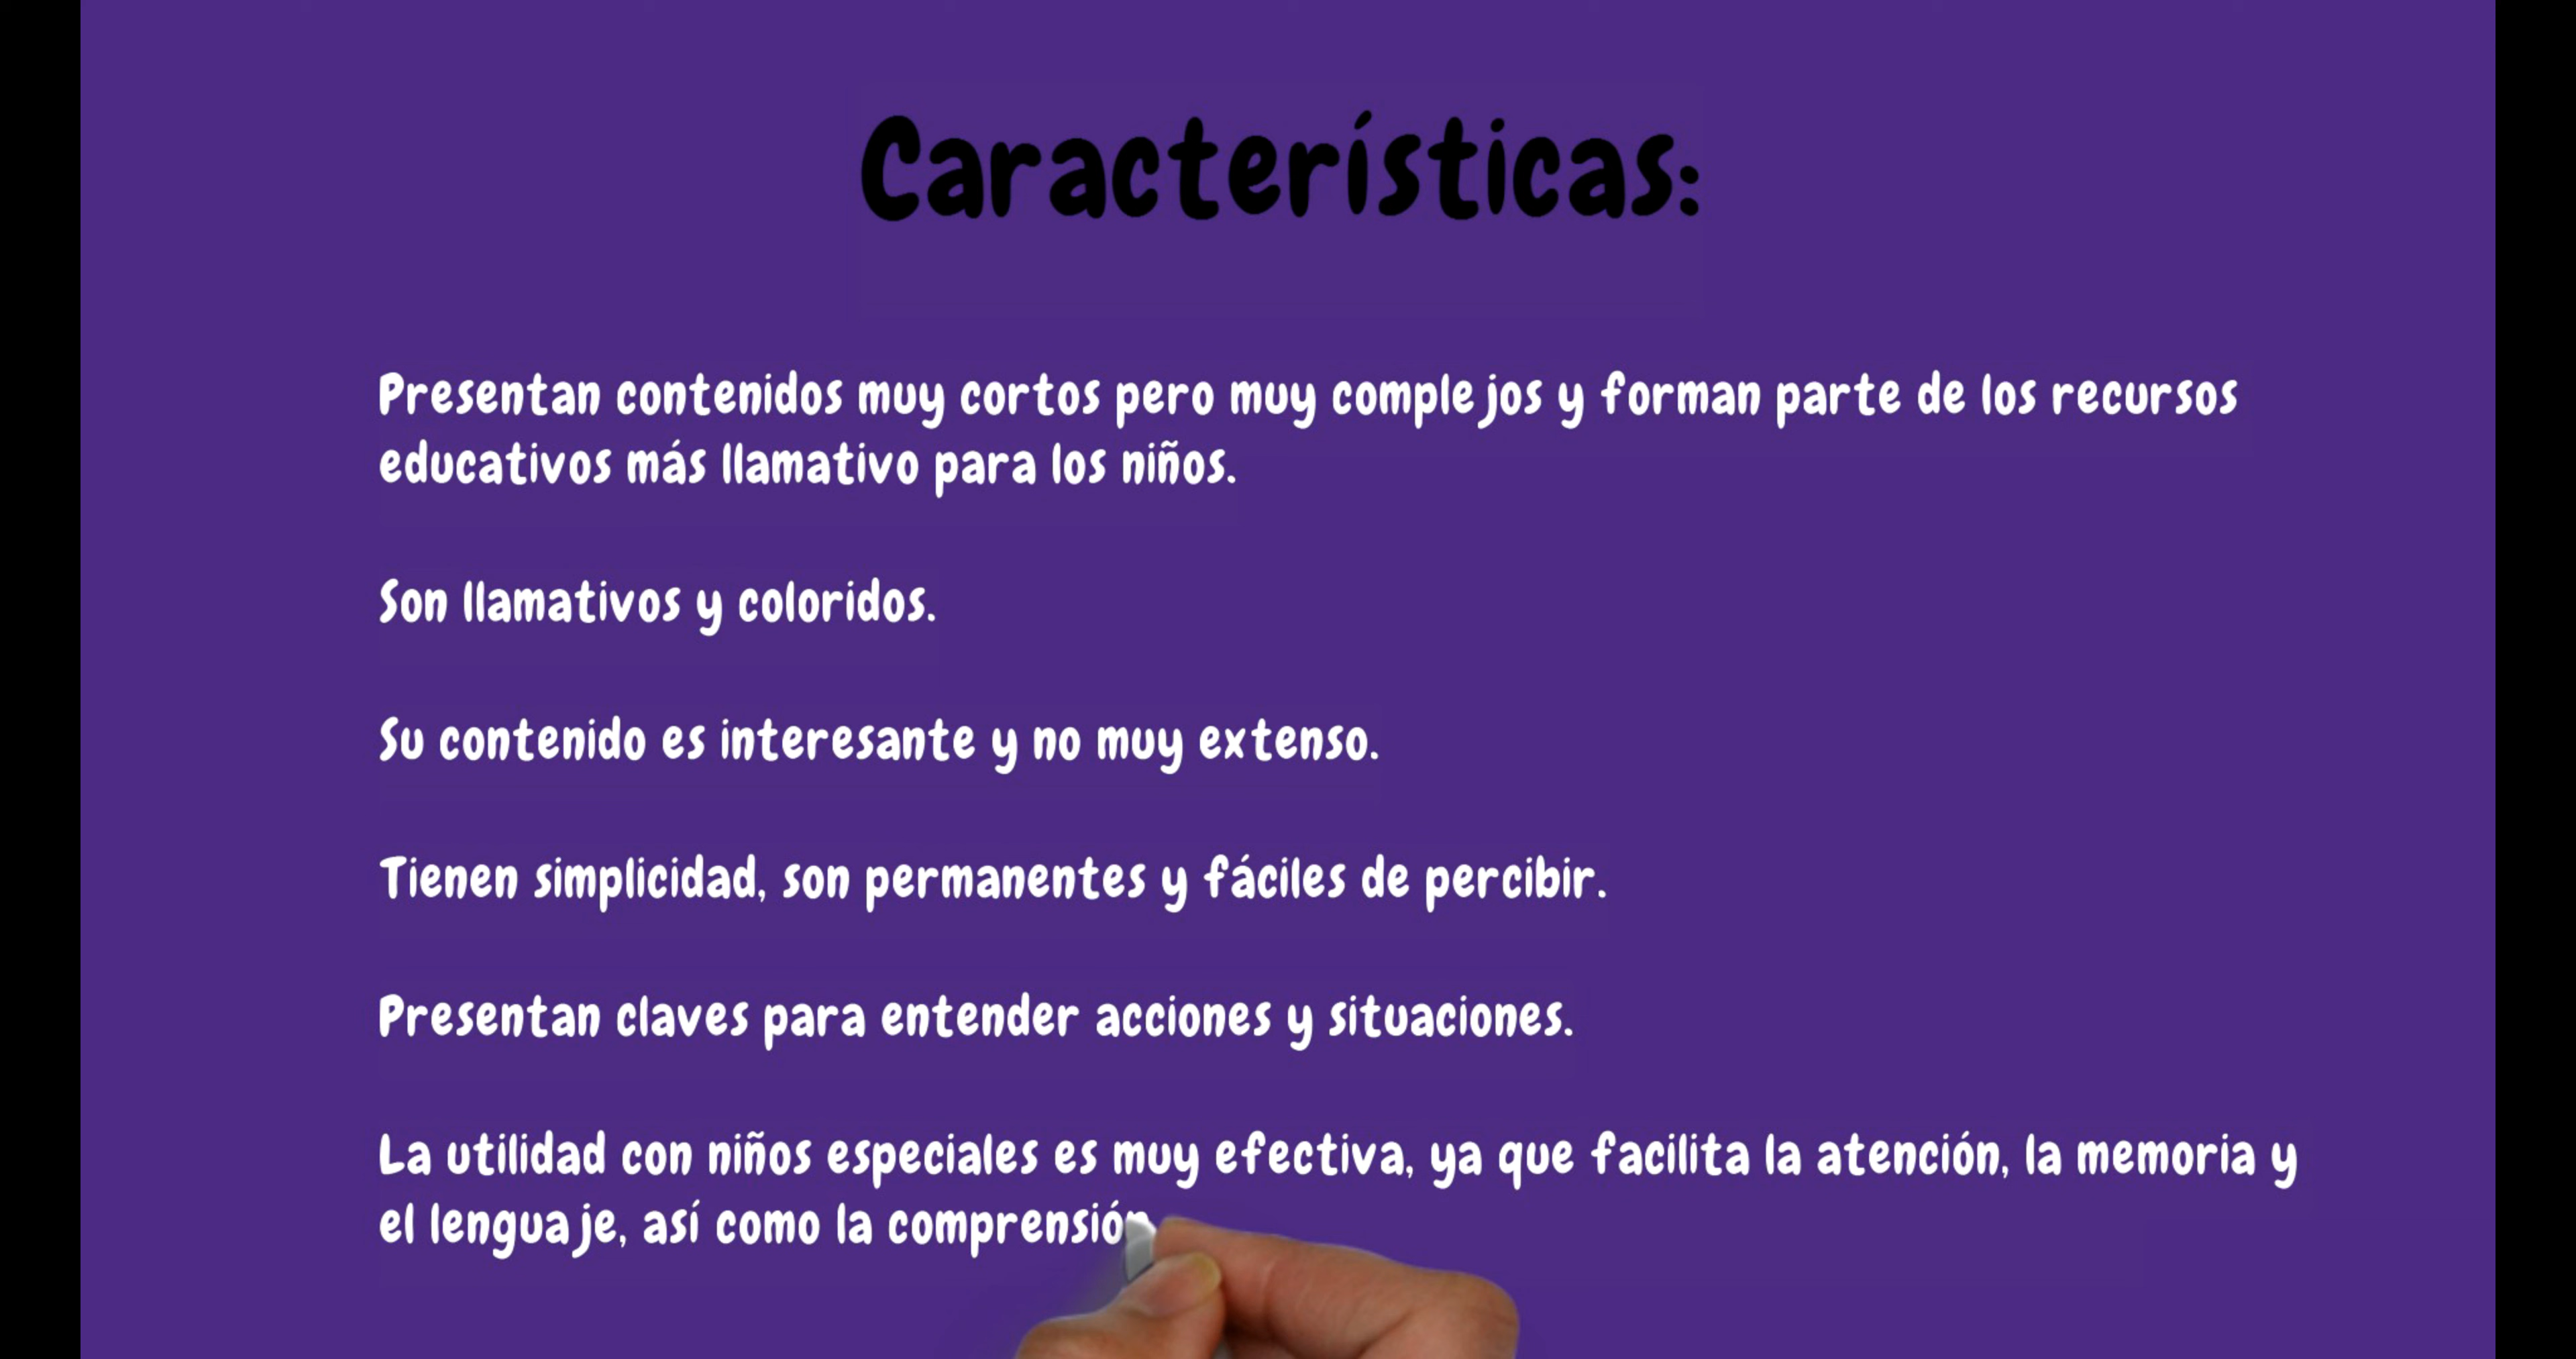 Características:
Presentan contenidos muy cortos pero muy complejos y forman parte de los recursos
educativos más llamativo para los niños.
Son llamativos y coloridos.
Su contenido es interesante y no muy extenso.
Tienen simplicidad, son permanentes y fáciles de percibir.
Presentan claves para entender acciones y situaciones.
La utilidad con niños especiales es muy efectiva, ya que facilita la atención, la memoria y
el lenguaje, así como la comprensión